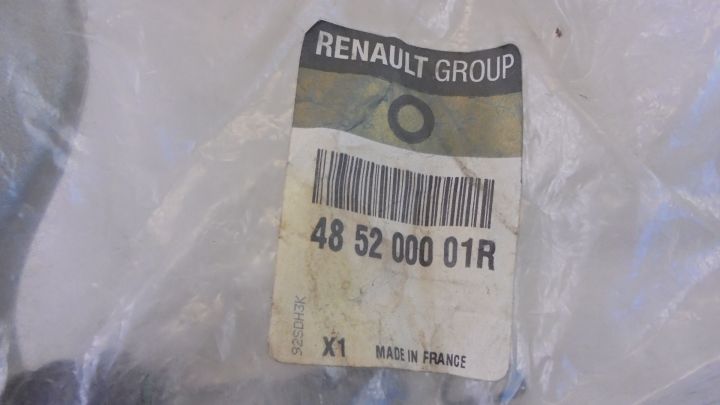 RENAULT GROUP
48 52 000 01R
92SDH3K
X1 MADE IN FRANCE